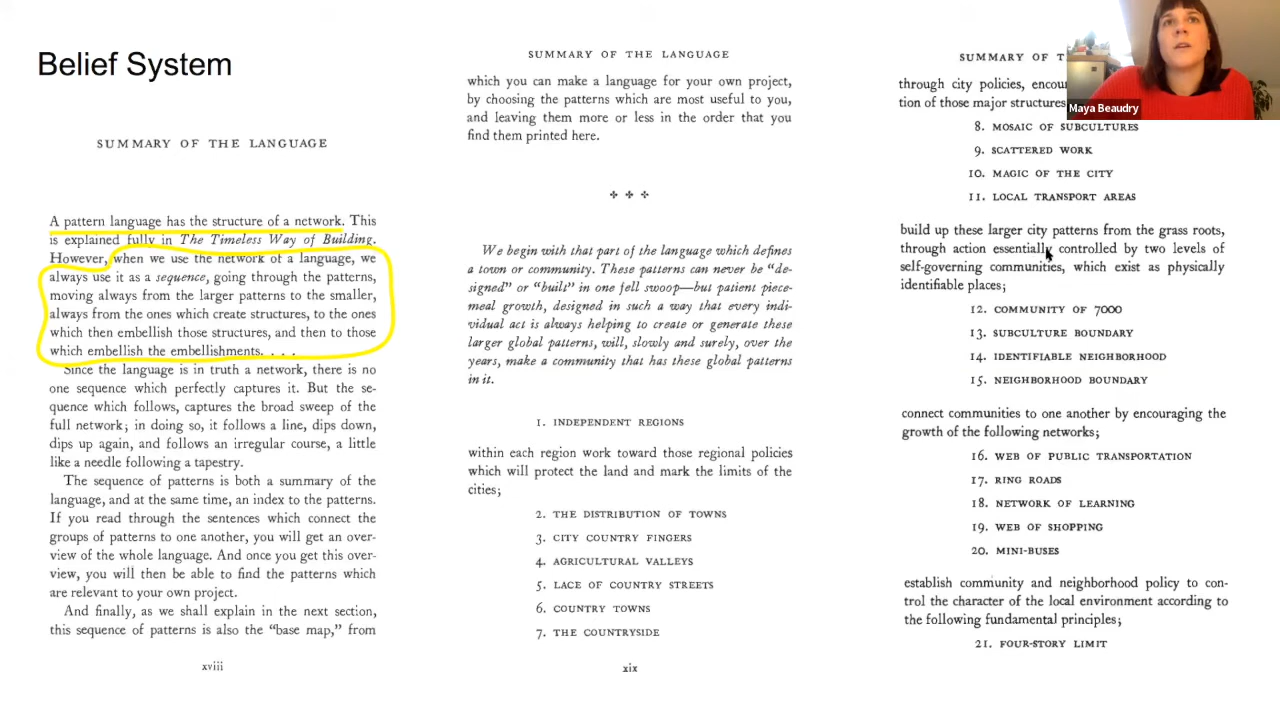 Belief System
SUMMARY OF THE LANGUAGE
A pattern language has the structure of a network. This
is explained fully in The Timeless Way of Building.
However, when we use the network of a language, we
always use it as a sequence, going through the patterns,
moving always from the larger patterns to the smaller,
always from the ones which create structures, to the ones
which then embellish those structures, and then to those
which embellish the embellishments. . . .
Since the language is in truth a network, there is no
one sequence which perfectly captures it. But the se-
quence which follows, captures the broad sweep of the
full network; in doing so, it follows a line, dips down,
dips up again, and follows an irregular course, a little
like a needle following a tapestry.
The sequence of patterns is both a summary of the
language, and at the same time, an index to the patterns.
If you read through the sentences which connect the
groups of patterns to one another, you will get an over-
view of the whole language. And once you get this over-
view, you will then be able to find the patterns which
are relevant to your own project.
And finally, as we shall explain in the next section,
this sequence of patterns is also the "base map," from
xviii
SUMMARY OF THE LANGUAGE
which you can make a language for your own project,
by choosing the patterns which are most useful to you,
and leaving them more or less in the order that you
find them printed here.
We begin with that part of the language which defines
a town or community. These patterns can never be "de-
signed" or "built" in one fell swoop—but patient piece-
meal growth, designed in such a way that every indi-
vidual act is always helping to create or generate these
larger global patterns, will, slowly and surely, over the
years, make a community that has these global patterns
in it.
1. INDEPENDENT REGIONS
within each region work toward those regional policies
which will protect the land and mark the limits of the
cities;
2. THE DISTRIBUTION OF TOWNS
3. CITY COUNTRY FINGERS
4. AGRICULTURAL VALLEYS
5. LACE OF COUNTRY STREETS
6. COUNTRY TOWNS
7. THE COUNTRYSIDE
xix
SUMMARY OF T
through city policies, encou
tion of those major structures
8. MOSAIC OF SUBCULTURES
9. SCATTERED WORK
10. MAGIC OF THE CITY
11. LOCAL TRANSPORT AREAS
build up these larger city patterns from the grass roots,
through action essentially controlled by two levels of
self-governing communities, which exist as physically
identifiable places;
12. COMMUNITY OF 7000
13. SUBCULTURE BOUNDARY
14. IDENTIFIABLE NEIGHBORHOOD
15. NEIGHBORHOOD BOUNDARY
connect communities to one another by encouraging the
growth of the following networks;
16. WEB OF PUBLIC TRANSPORTATION
17. RING ROADS
18. NETWORK OF LEARNING
19. WEB OF SHOPPING
20. MINI-BUSES
establish community and neighborhood policy to con-
trol the character of the local environment according to
the following fundamental principles;
21. FOUR-STORY LIMIT
Maya Beaudry